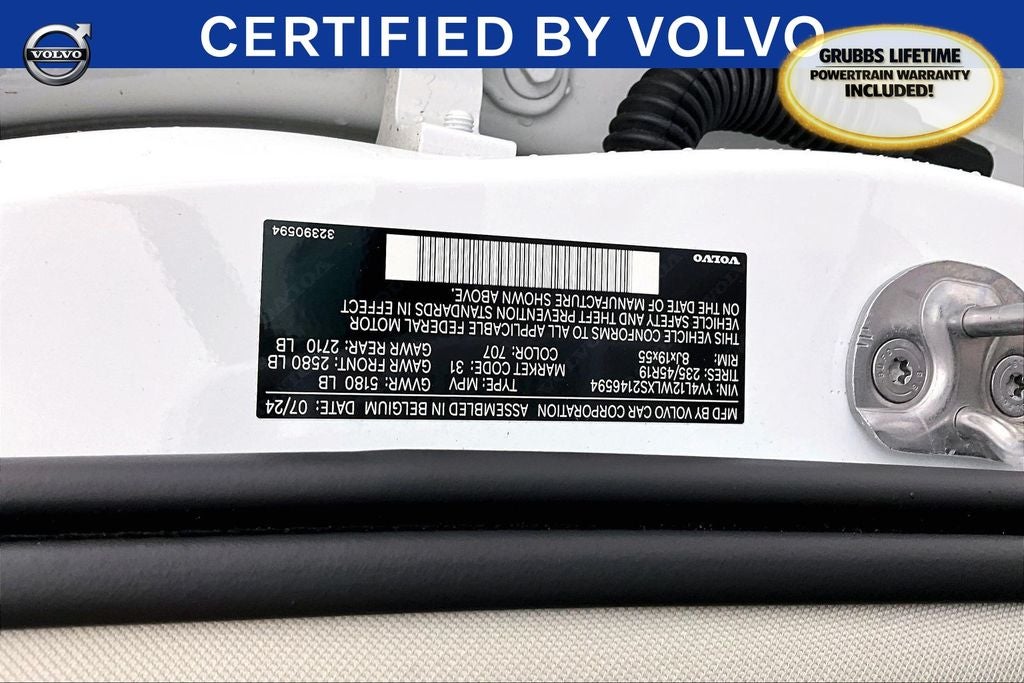 CERTIFIED BY VOLVO
VOLVO
GRUBBS LIFETIME
POWERTRAIN WARRANTY
INCLUDED!
MFD BY VOLVO CAR CORPORATION ASSEMBLED IN BELGIUM DATE: 07/24
VIN: YV4L12WLXS2146594 TYPE: MPV GVWR: 5180 LB
TIRES: 235/45R19 MARKET CODE: 31 GAWR FRONT: 2580 LB
RIM: 8Jx19x55 COLOR: 707 GAWR REAR: 2710 LB
THIS VEHICLE CONFORMS TO ALL APPLICABLE FEDERAL MOTOR
VEHICLE SAFETY AND THEFT PREVENTION STANDARDS IN EFFECT
ON THE DATE OF MANUFACTURE SHOWN ABOVE.
VOLVO 32390594